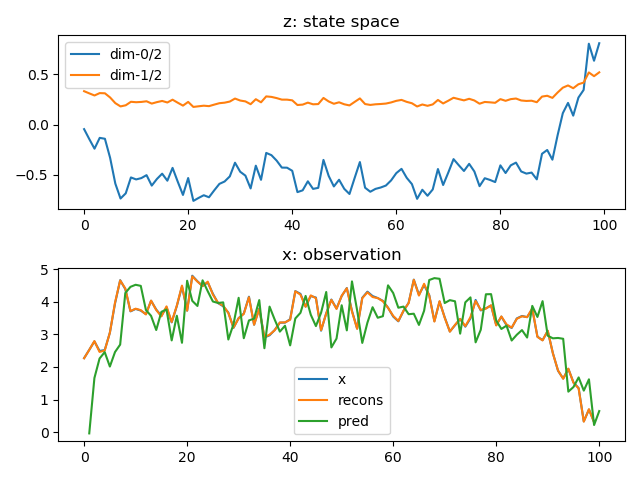 z: state space
dim-0/2
dim-1/2
0.5
0.0
−0.5
0 20 40 60 80 100
x: observation
5
4
3
2
1
0
x
recons
pred
0 20 40 60 80 100